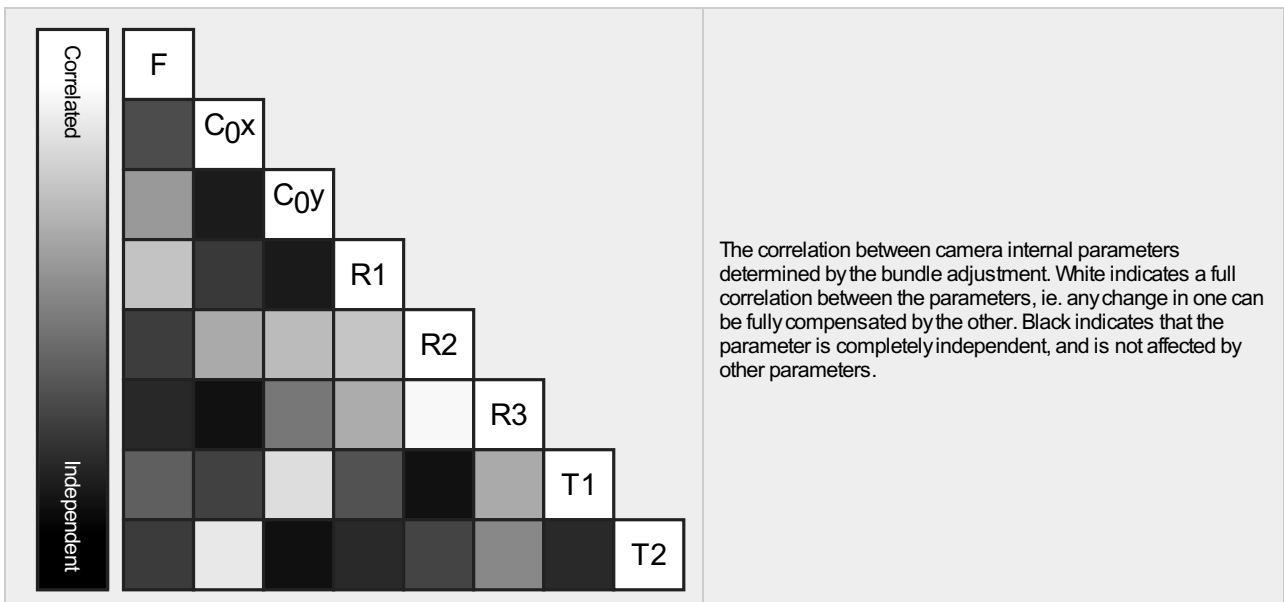 Correlated
Independent
F
C0x
C0y
R1
R2
R3
T1
T2
The correlation between camera internal parameters
determined by the bundle adjustment. White indicates a full
correlation between the parameters, ie. any change in one can
be fully compensated by the other. Black indicates that the
parameter is completely independent, and is not affected by
other parameters.